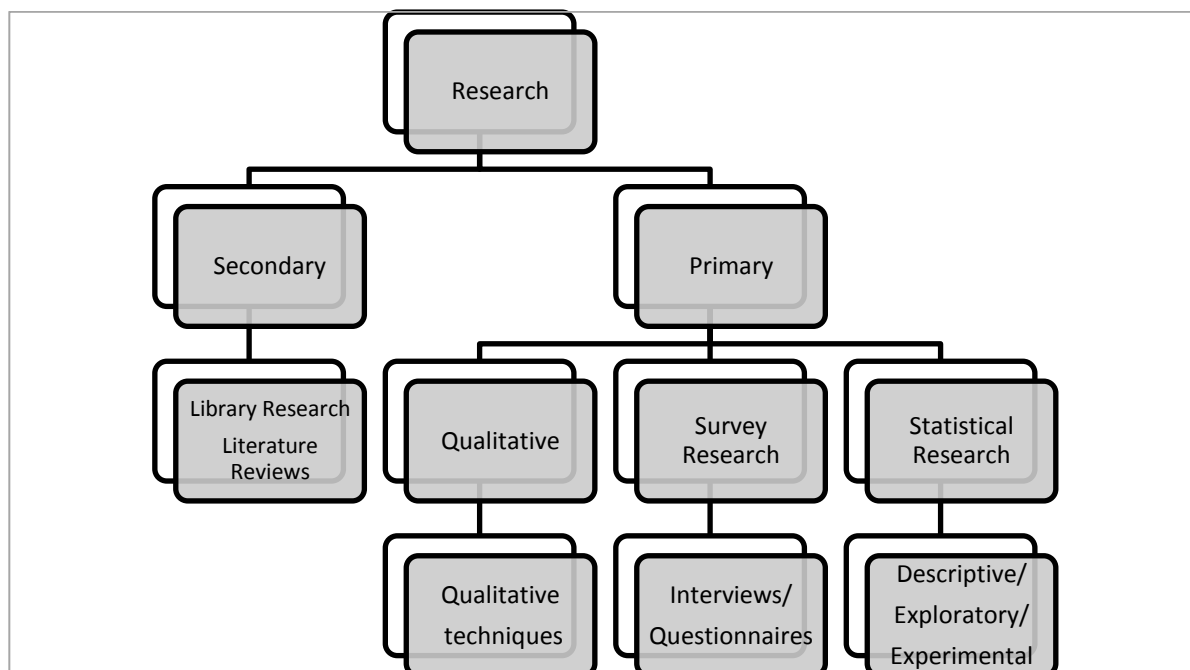 Research
Secondary
Primary
Library Research
Literature
Reviews
Qualitative
Survey
Research
Statistical
Research
Qualitative
techniques
Interviews/
Questionnaires
Descriptive/
Exploratory/
Experimental